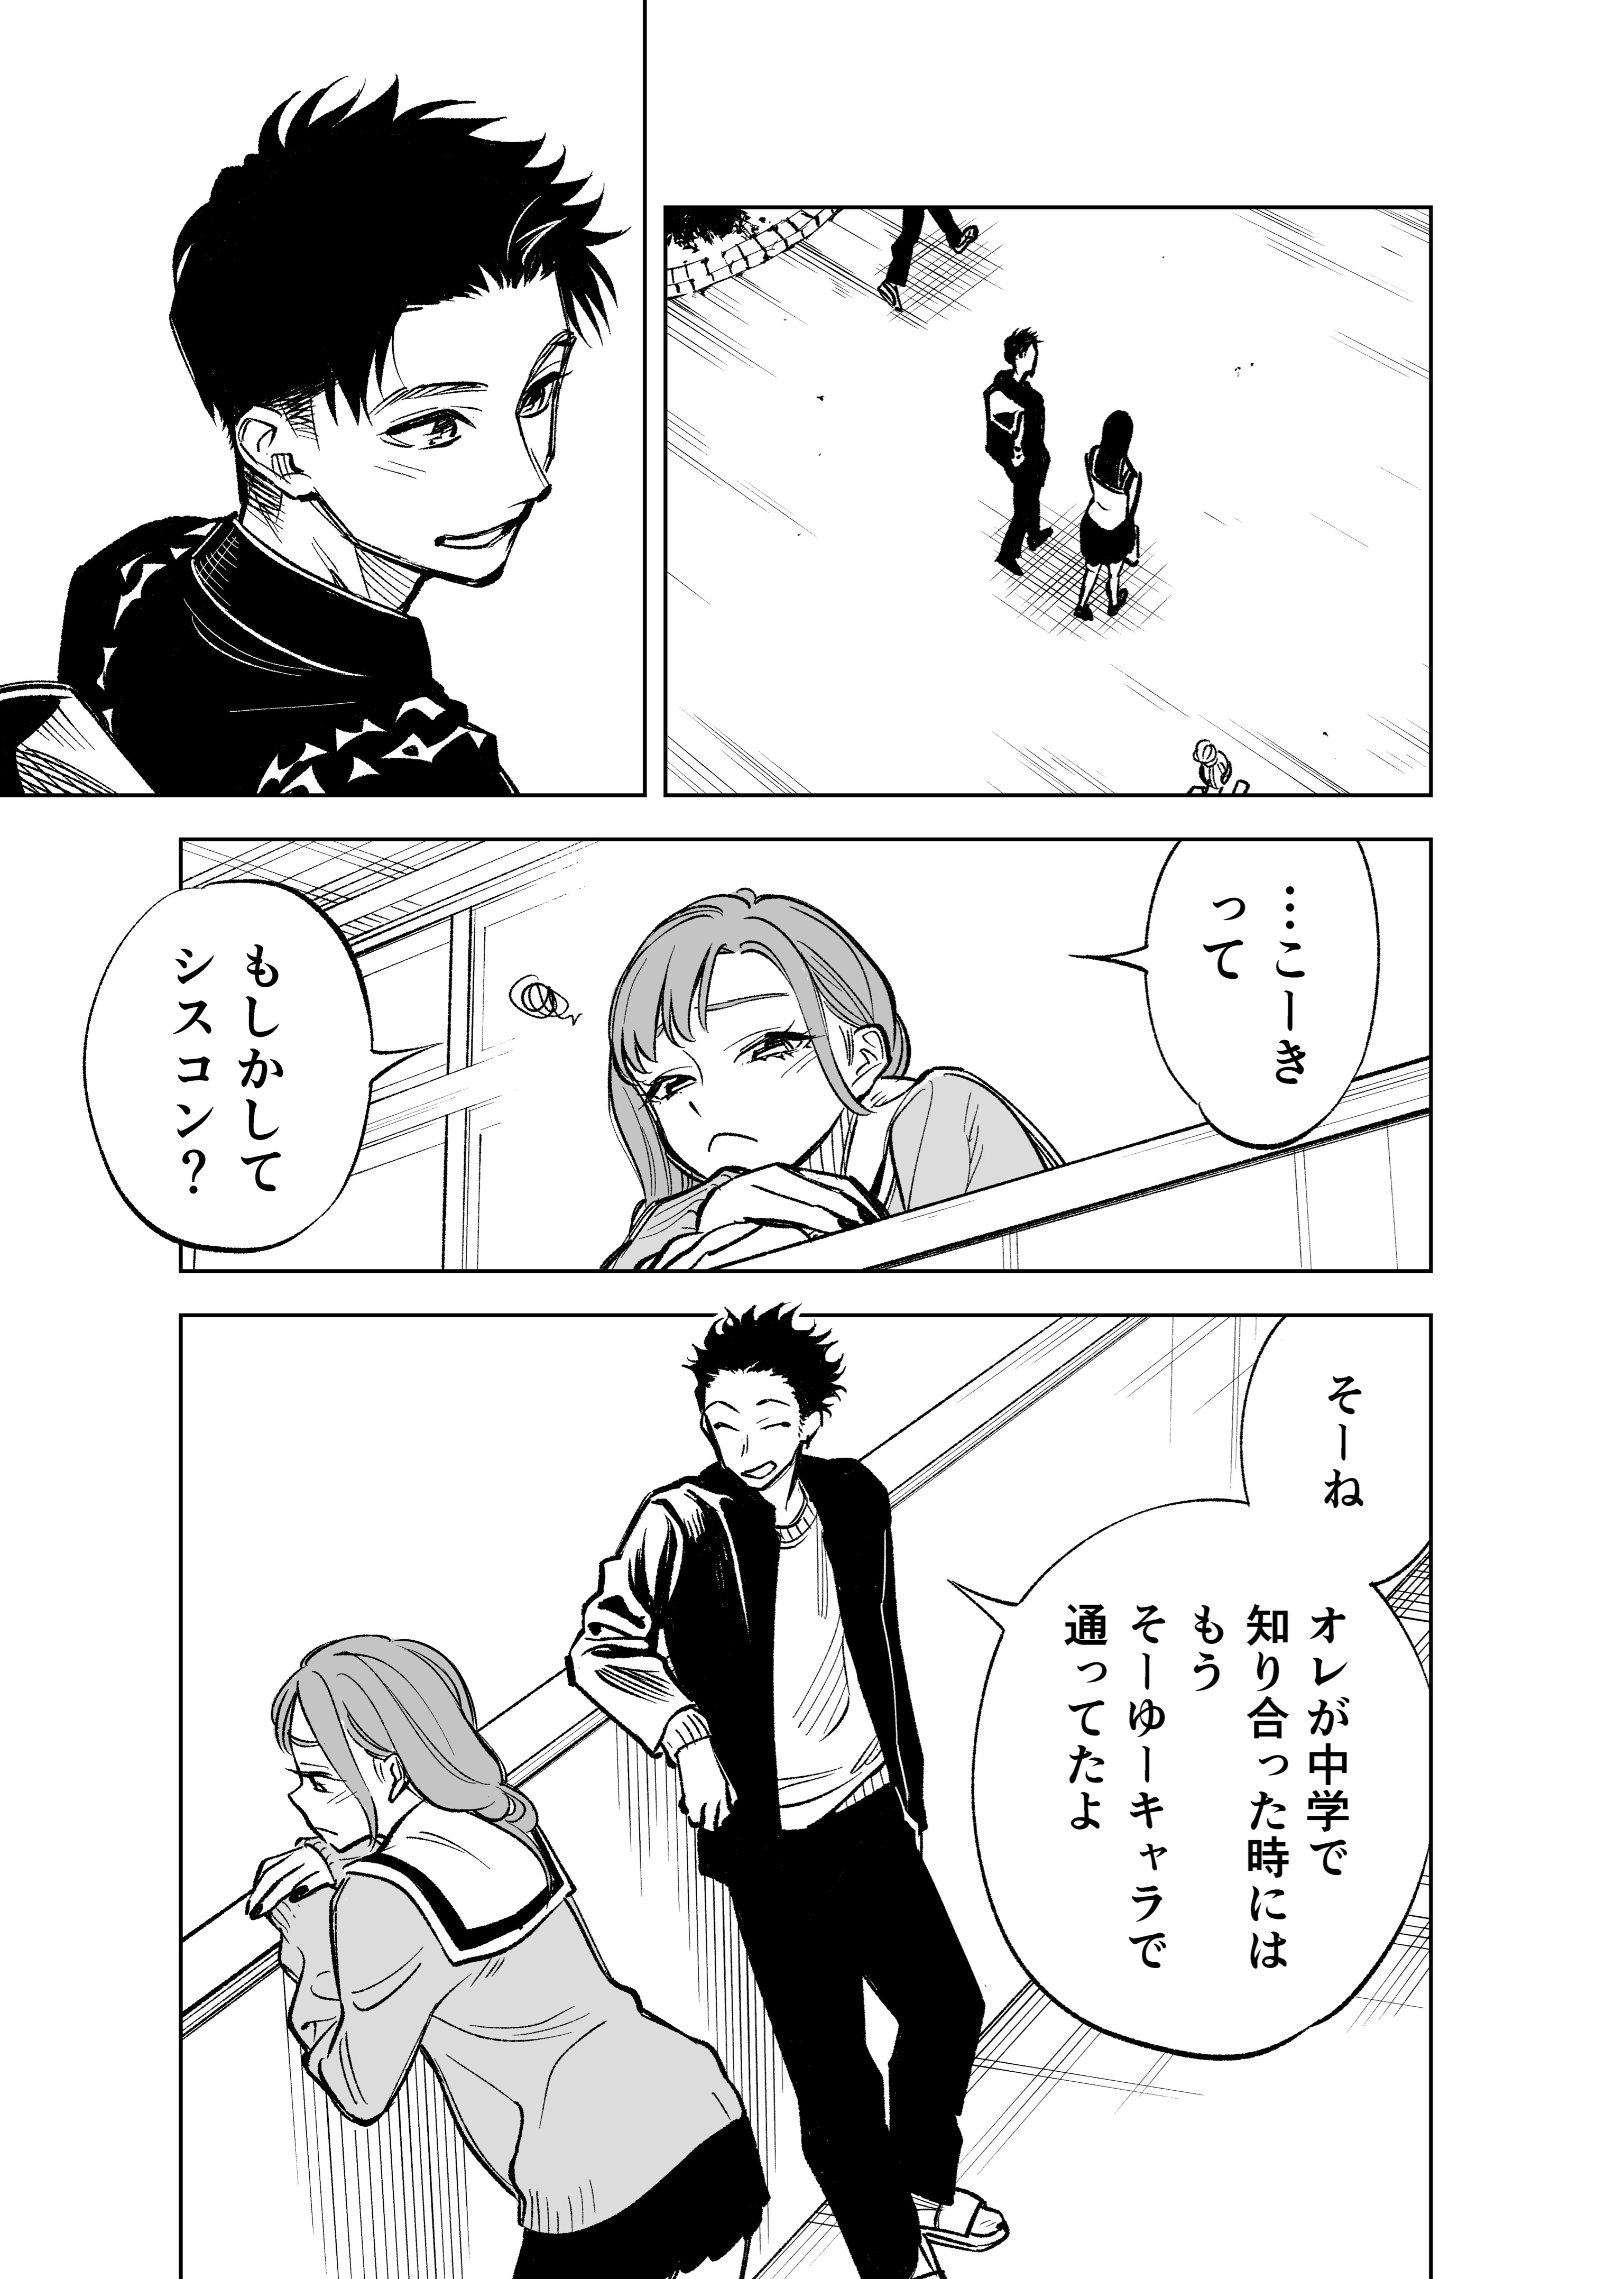 …こーき
って
もしかして
シスコン？
そーね
オレが中学で
知り合った時には
もう
そーゆーキャラで
通ってたよ